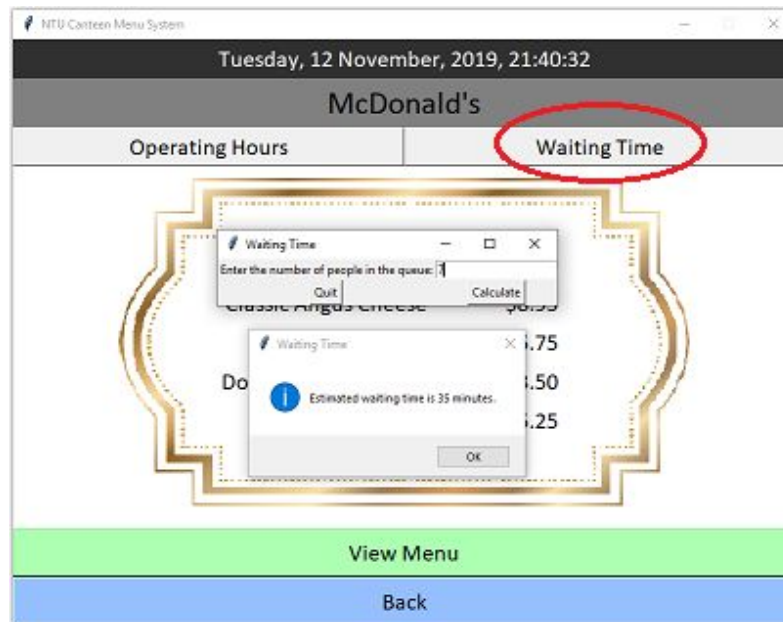 NTU Canteen Menu System
Tuesday, 12 November, 2019, 21:40:32
McDonald's
Operating Hours Waiting Time
Waiting Time
Enter the number of people in the queue: 7
Quit Calculate
Classic Angus Cheese
Waiting Time
.75
Do .50
Estimated waiting time is 35 minutes.
.25
OK
View Menu
Back